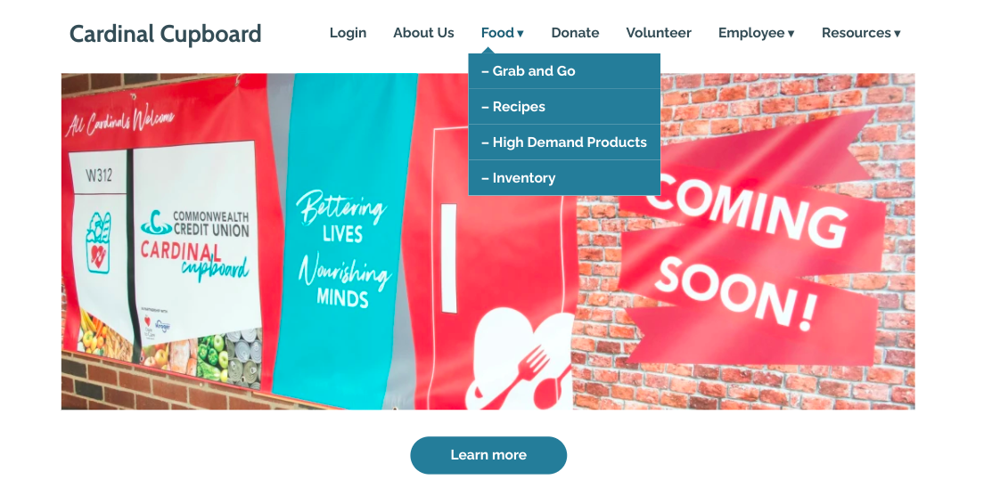 Cardinal Cupboard
Login About Us Food ▾ Donate Volunteer Employee ▾ Resources ▾
– Grab and Go
– Recipes
– High Demand Products
– Inventory
All Cardinals Welcome
W312
COMMONWEALTH
CREDIT UNION
CARDINAL
cupboard
Kroger
Bettering
LIVES
Nourishing
MINDS
COMING
SOON!
Learn more